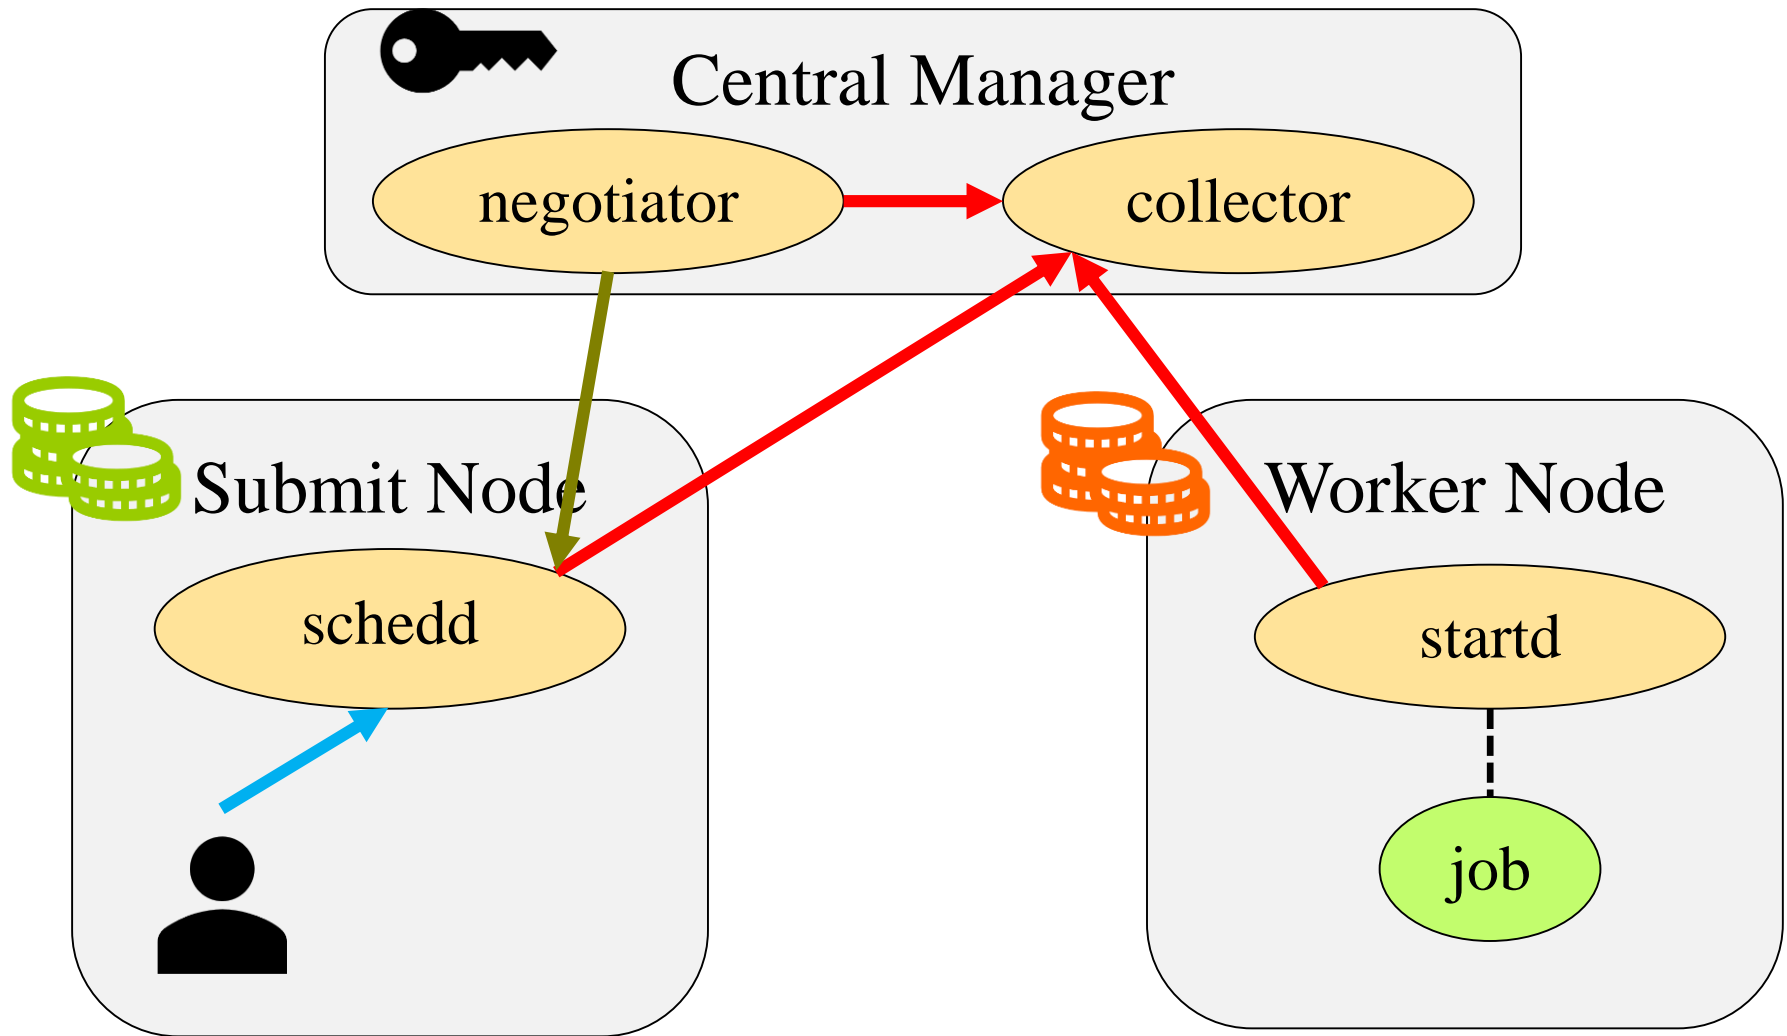 Central Manager
negotiator
collector
Submit Node
Worker Node
schedd
startd
job